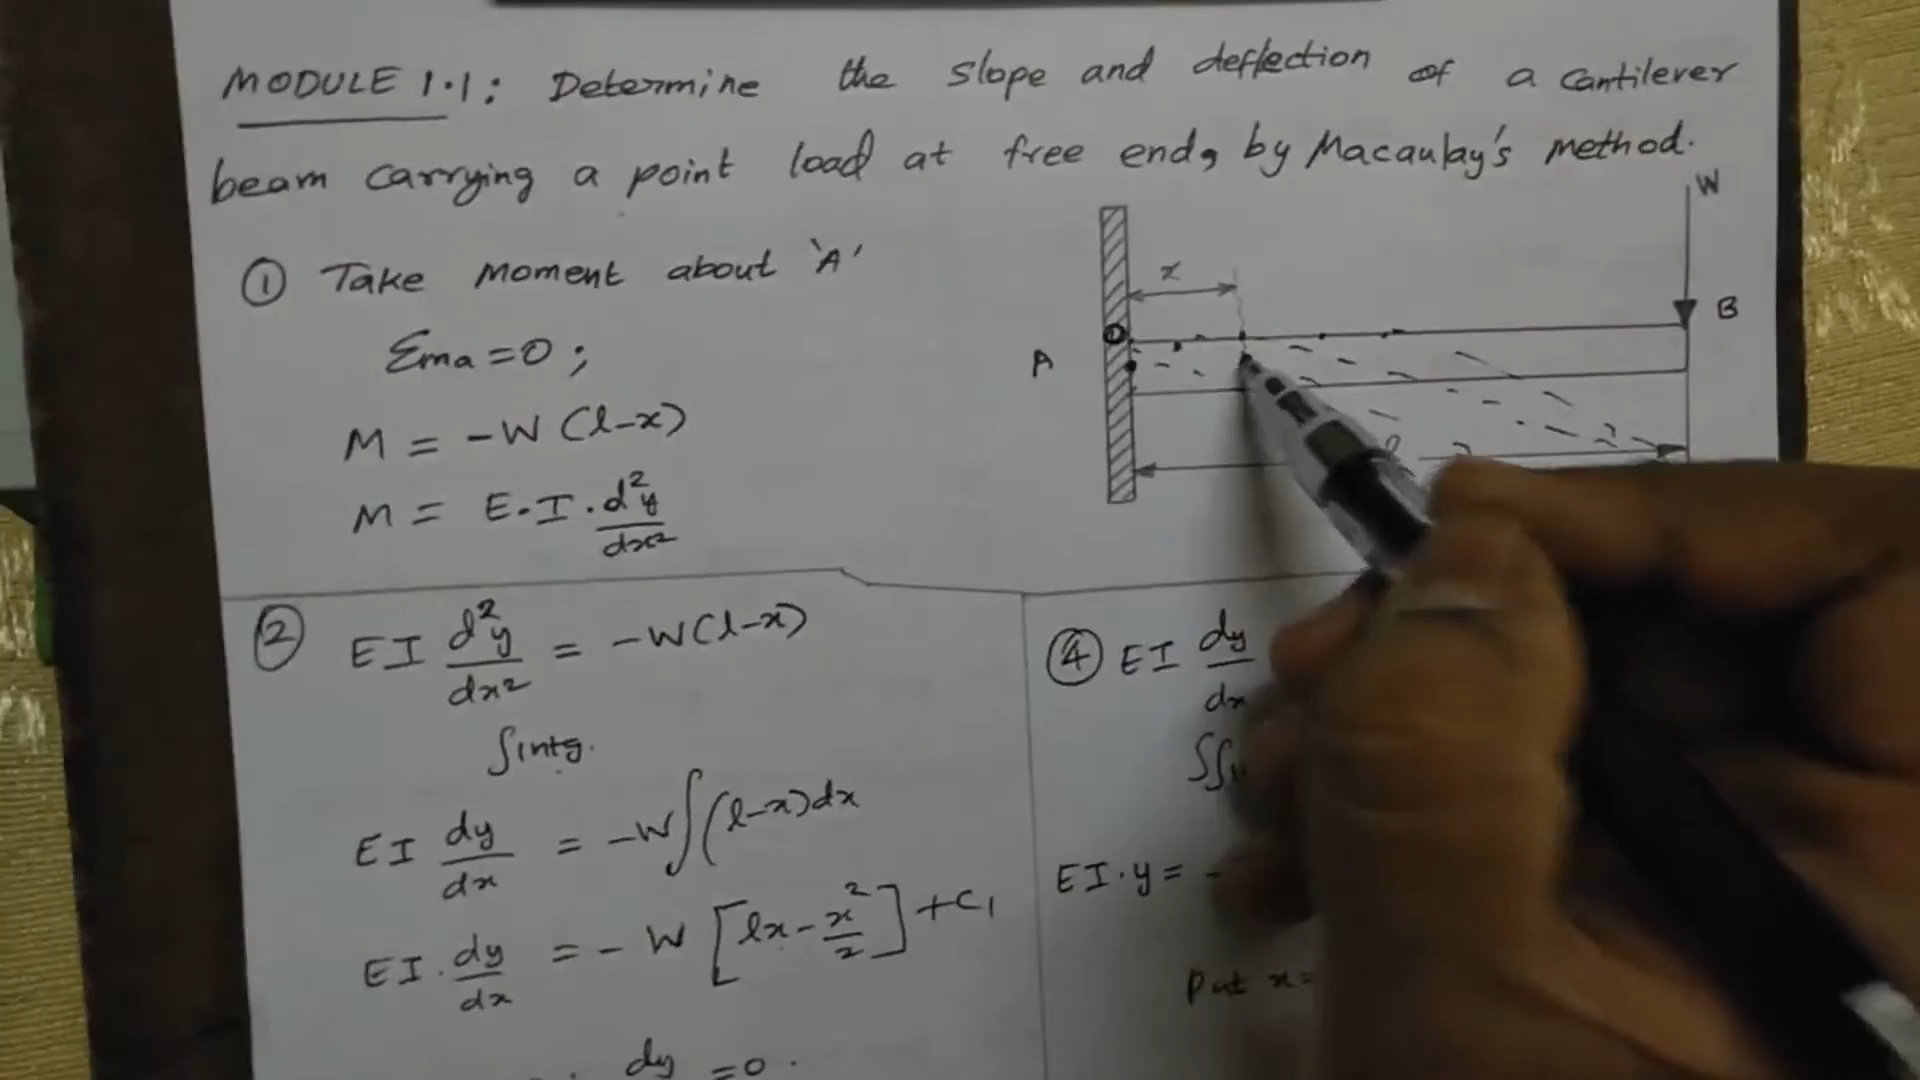 MODULE 1.1: Determine the slope and deflection of a cantilever
beam carrying a point load at free end, by Macaulay's method.
① Take moment about 'A'
Σma=0;
M = -W (l-x)
M = E.I. d²y/dx²
W
x
B
A
l
② EI d²y/dx² = -W(l-x)
∫intg.
EI dy/dx = -W∫(l-x)dx
EI. dy/dx = - W [lx - x²/2] + C₁
dy =0.
④ EI dy/dx
∫∫
EI.y = -
Put x=